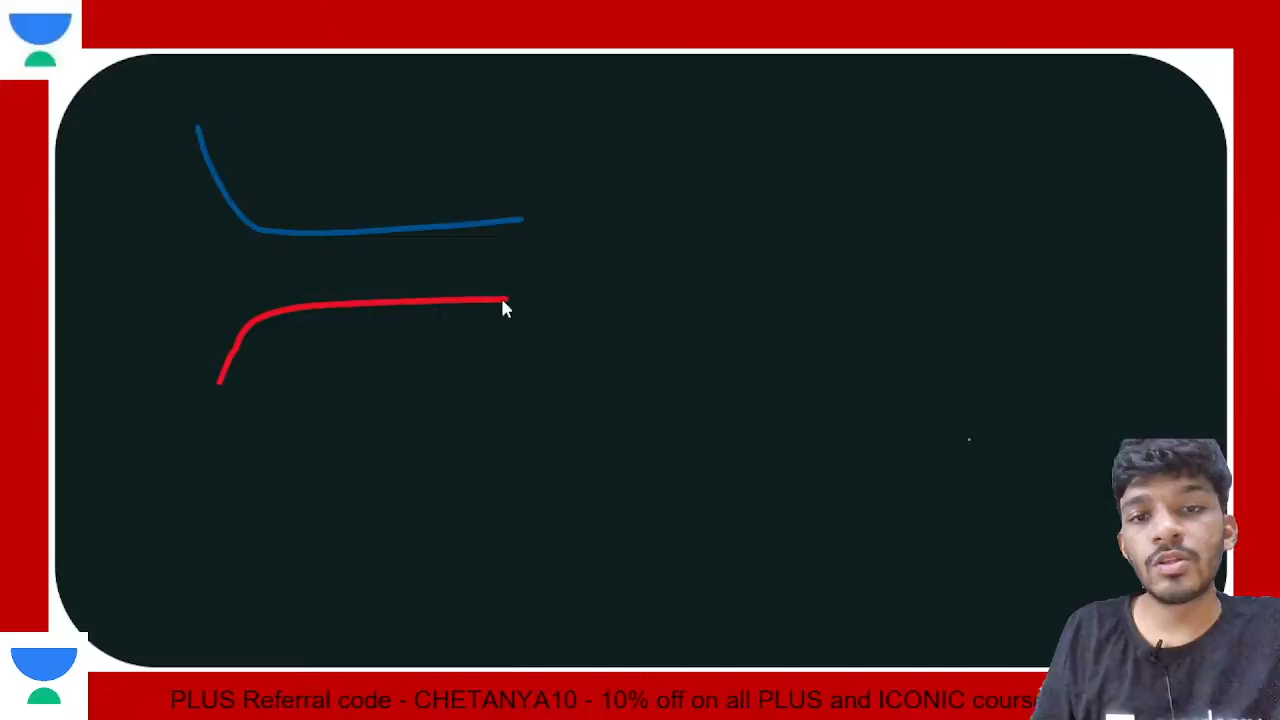 PLUS Referral code - CHETANYA10 - 10% off on all PLUS and ICONIC cours